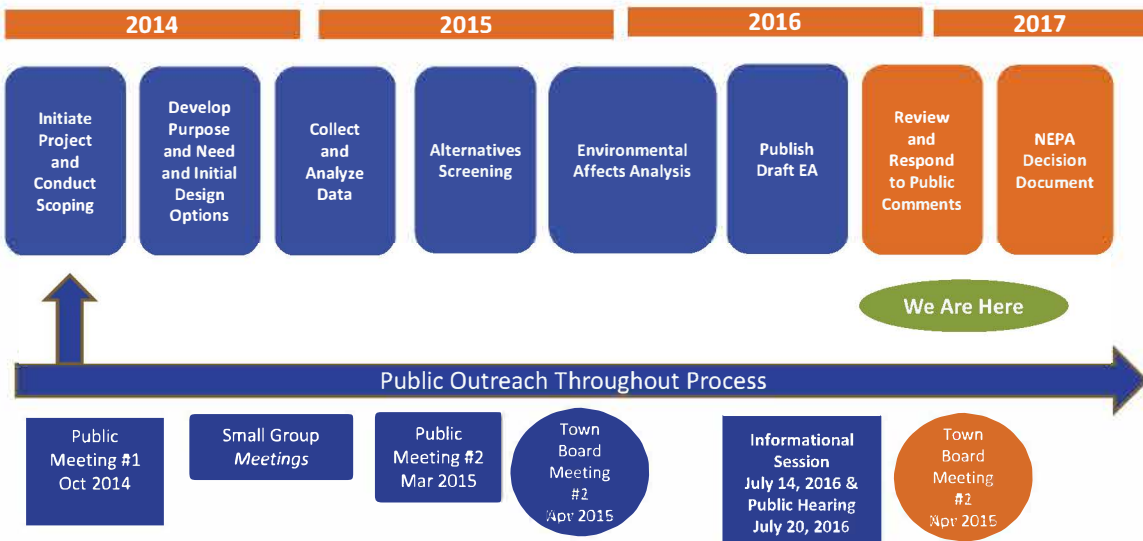 2014
2015
2016
2017
Initiate
Project
and
Conduct
Scoping
Develop
Purpose
and Need
and Initial
Design
Options
Collect
and
Analyze
Data
Alternatives
Screening
Environmental
Affects Analysis
Publish
Draft EA
Review
and
Respond
to Public
Comments
NEPA
Decision
Document
We Are Here
Public Outreach Throughout Process
Public
Meeting #1
Oct 2014
Small Group
Meetings
Public
Meeting #2
Mar 2015
Town
Board
Meeting
#2
Apr 2015
Informational
Session
July 14, 2016 &
Public Hearing
July 20, 2016
Town
Board
Meeting
#2
Apr 2015